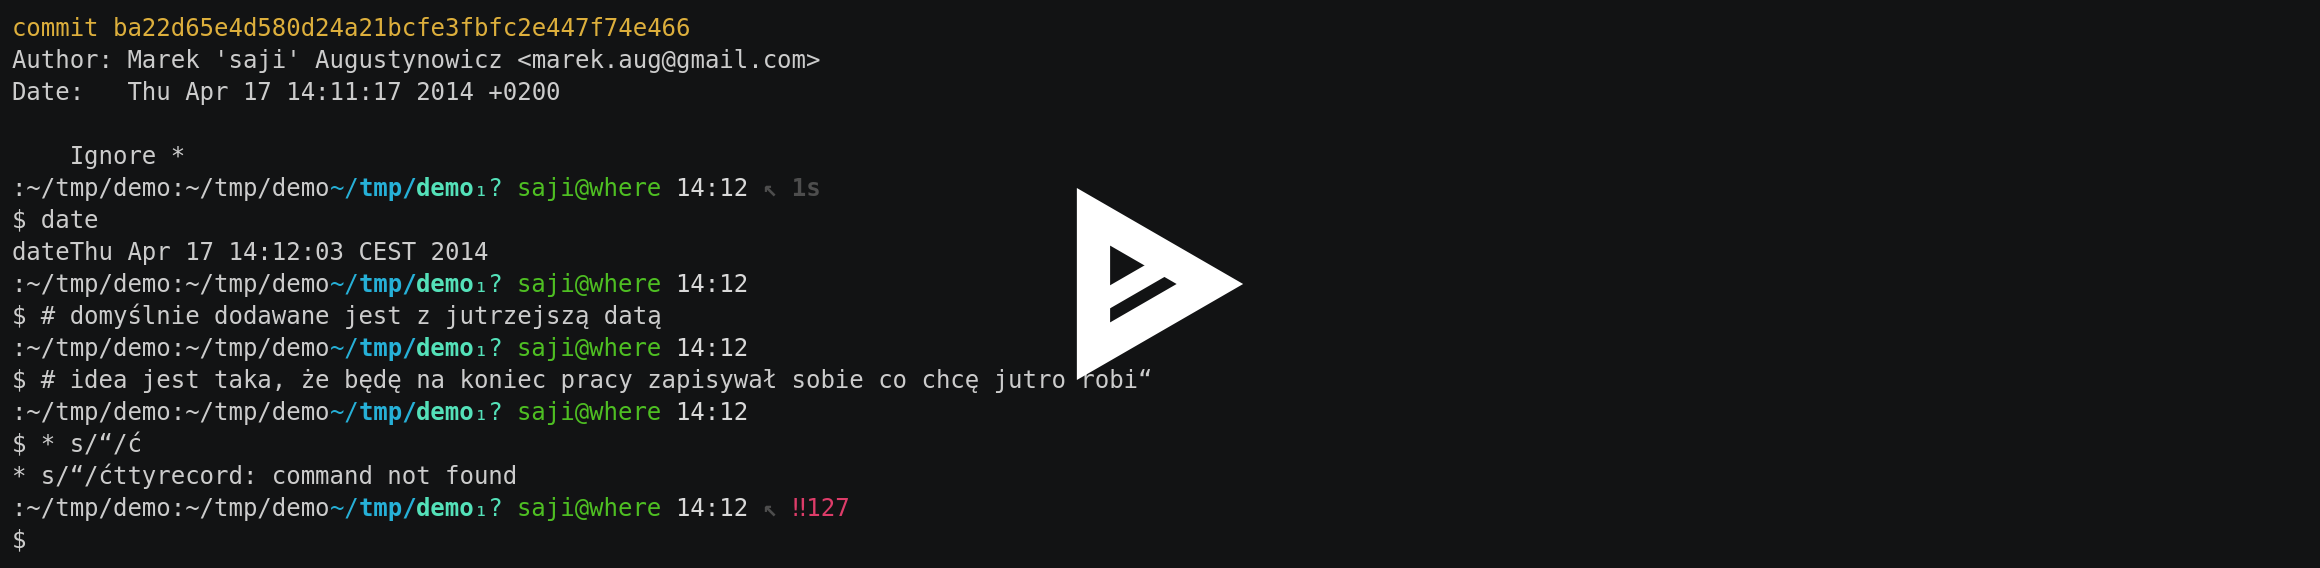 commit ba22d65e4d580d24a21bcfe3fbfc2e447f74e466
Author: Marek 'saji' Augustynowicz <marek.aug@gmail.com>
Date:   Thu Apr 17 14:11:17 2014 +0200

    Ignore *
:~/tmp/demo:~/tmp/demo~/tmp/demo₁? saji@where 14:12 ↖ 1s
$ date
dateThu Apr 17 14:12:03 CEST 2014
:~/tmp/demo:~/tmp/demo~/tmp/demo₁? saji@where 14:12
$ # domyślnie dodawane jest z jutrzejszą datą
:~/tmp/demo:~/tmp/demo~/tmp/demo₁? saji@where 14:12
$ # idea jest taka, że będę na koniec pracy zapisywał sobie co chcę jutro robi“
:~/tmp/demo:~/tmp/demo~/tmp/demo₁? saji@where 14:12
$ * s/“/ć
* s/“/ćttyrecord: command not found
:~/tmp/demo:~/tmp/demo~/tmp/demo₁? saji@where 14:12 ↖ ‼127
$